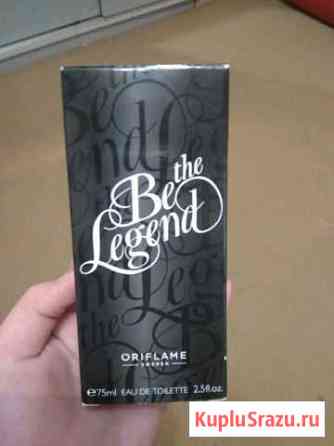 Be the
Legend
ORIFLAME
SWEDEN
℮75ml EAU DE TOILETTE 2.5fl.oz.
KupluSrazu.ru